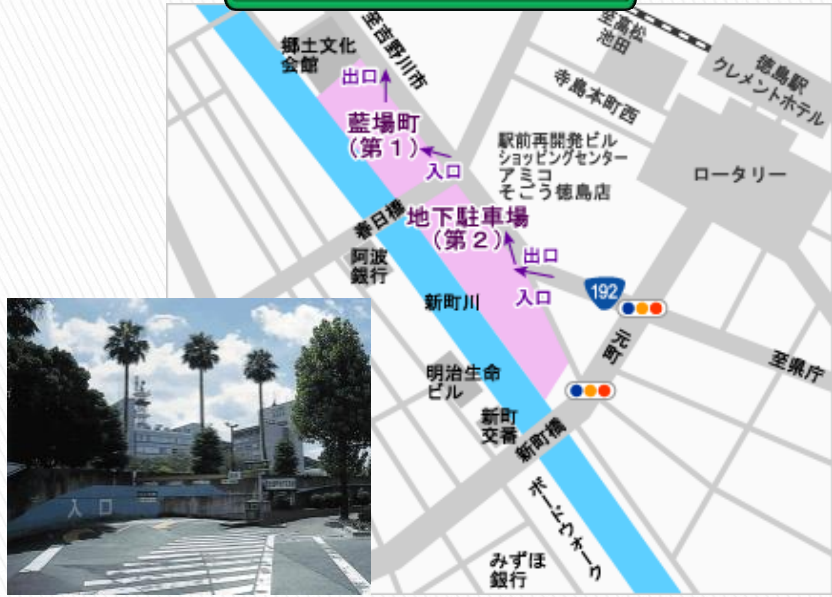 郷土文化
会館
至吉野川市
出口
藍場町
(第1)
入口
至高松
池田
徳島駅
クレメントホテル
寺島本町西
駅前再開発ビル
ショッピングセンター
アミコ
そごう徳島店
ロータリー
春日橋
地下駐車場
(第2)
出口
入口
阿波
銀行
新町川
192
元町
至県庁
明治生命
ビル
新町
交番
新町橋
ボードウォーク
みずほ
銀行
入口